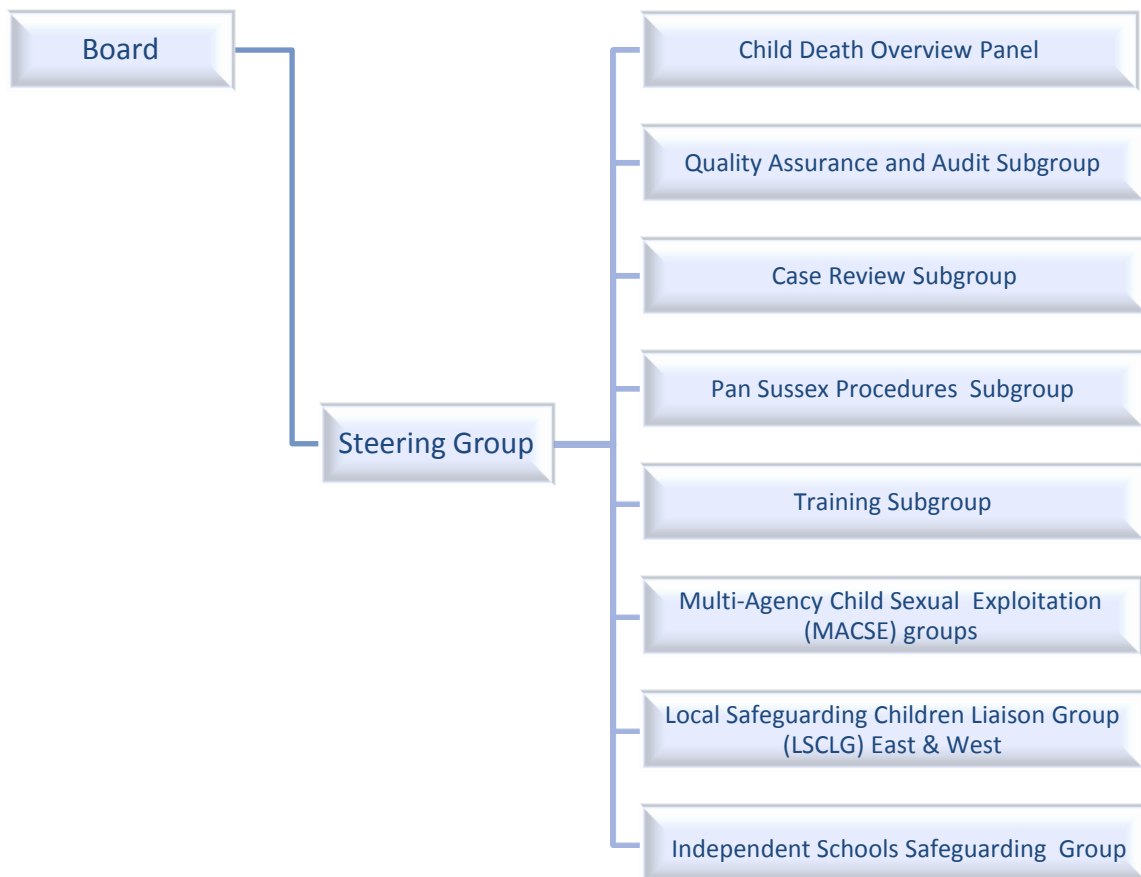 Board
Child Death Overview Panel
Quality Assurance and Audit Subgroup
Case Review Subgroup
Pan Sussex Procedures Subgroup
Steering Group
Training Subgroup
Multi-Agency Child Sexual Exploitation
(MACSE) groups
Local Safeguarding Children Liaison Group
(LSCLG) East & West
Independent Schools Safeguarding Group